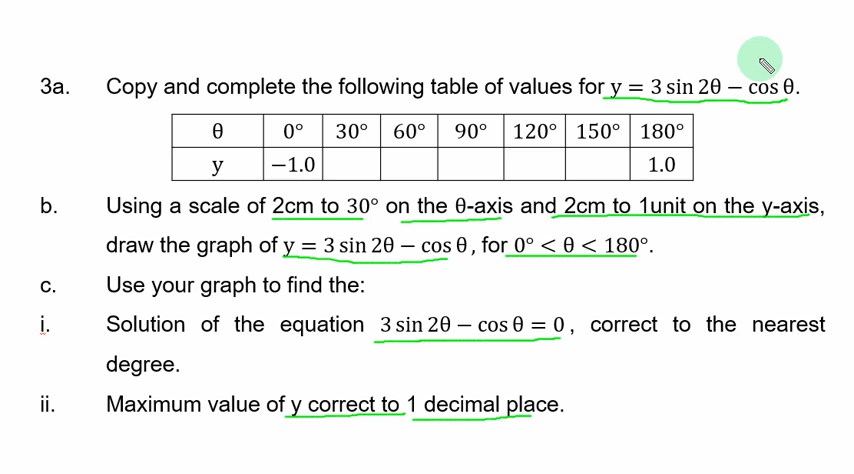 3a. Copy and complete the following table of values for y = 3 sin 2θ − cos θ.
θ 0° 30° 60° 90° 120° 150° 180°
y −1.0 1.0
b. Using a scale of 2cm to 30° on the θ-axis and 2cm to 1unit on the y-axis,
draw the graph of y = 3 sin 2θ − cos θ , for 0° < θ < 180°.
c. Use your graph to find the:
i. Solution of the equation 3 sin 2θ − cos θ = 0 , correct to the nearest
degree.
ii. Maximum value of y correct to 1 decimal place.